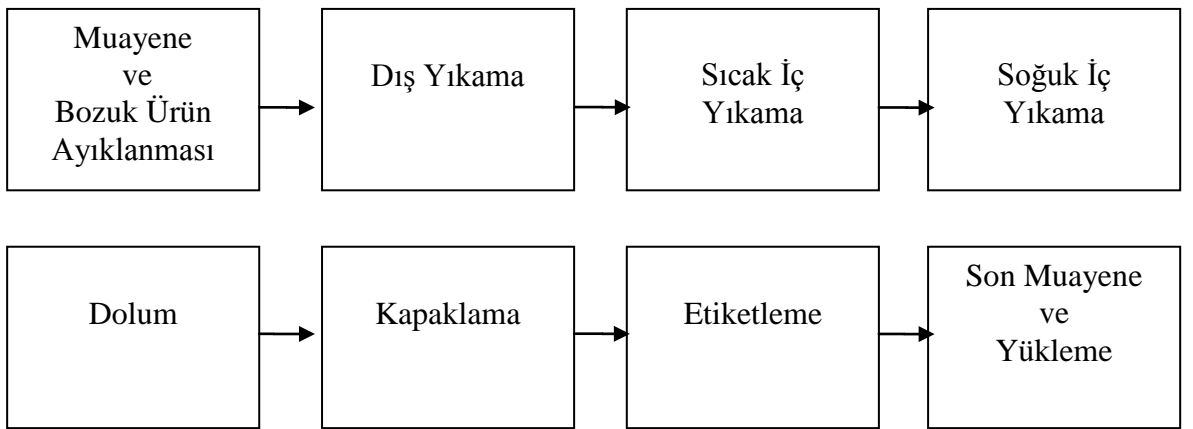 Muayene
ve
Bozuk Ürün
Ayıklanması
Dış Yıkama
Sıcak İç
Yıkama
Soğuk İç
Yıkama
Dolum
Kapaklama
Etiketleme
Son Muayene
ve
Yükleme